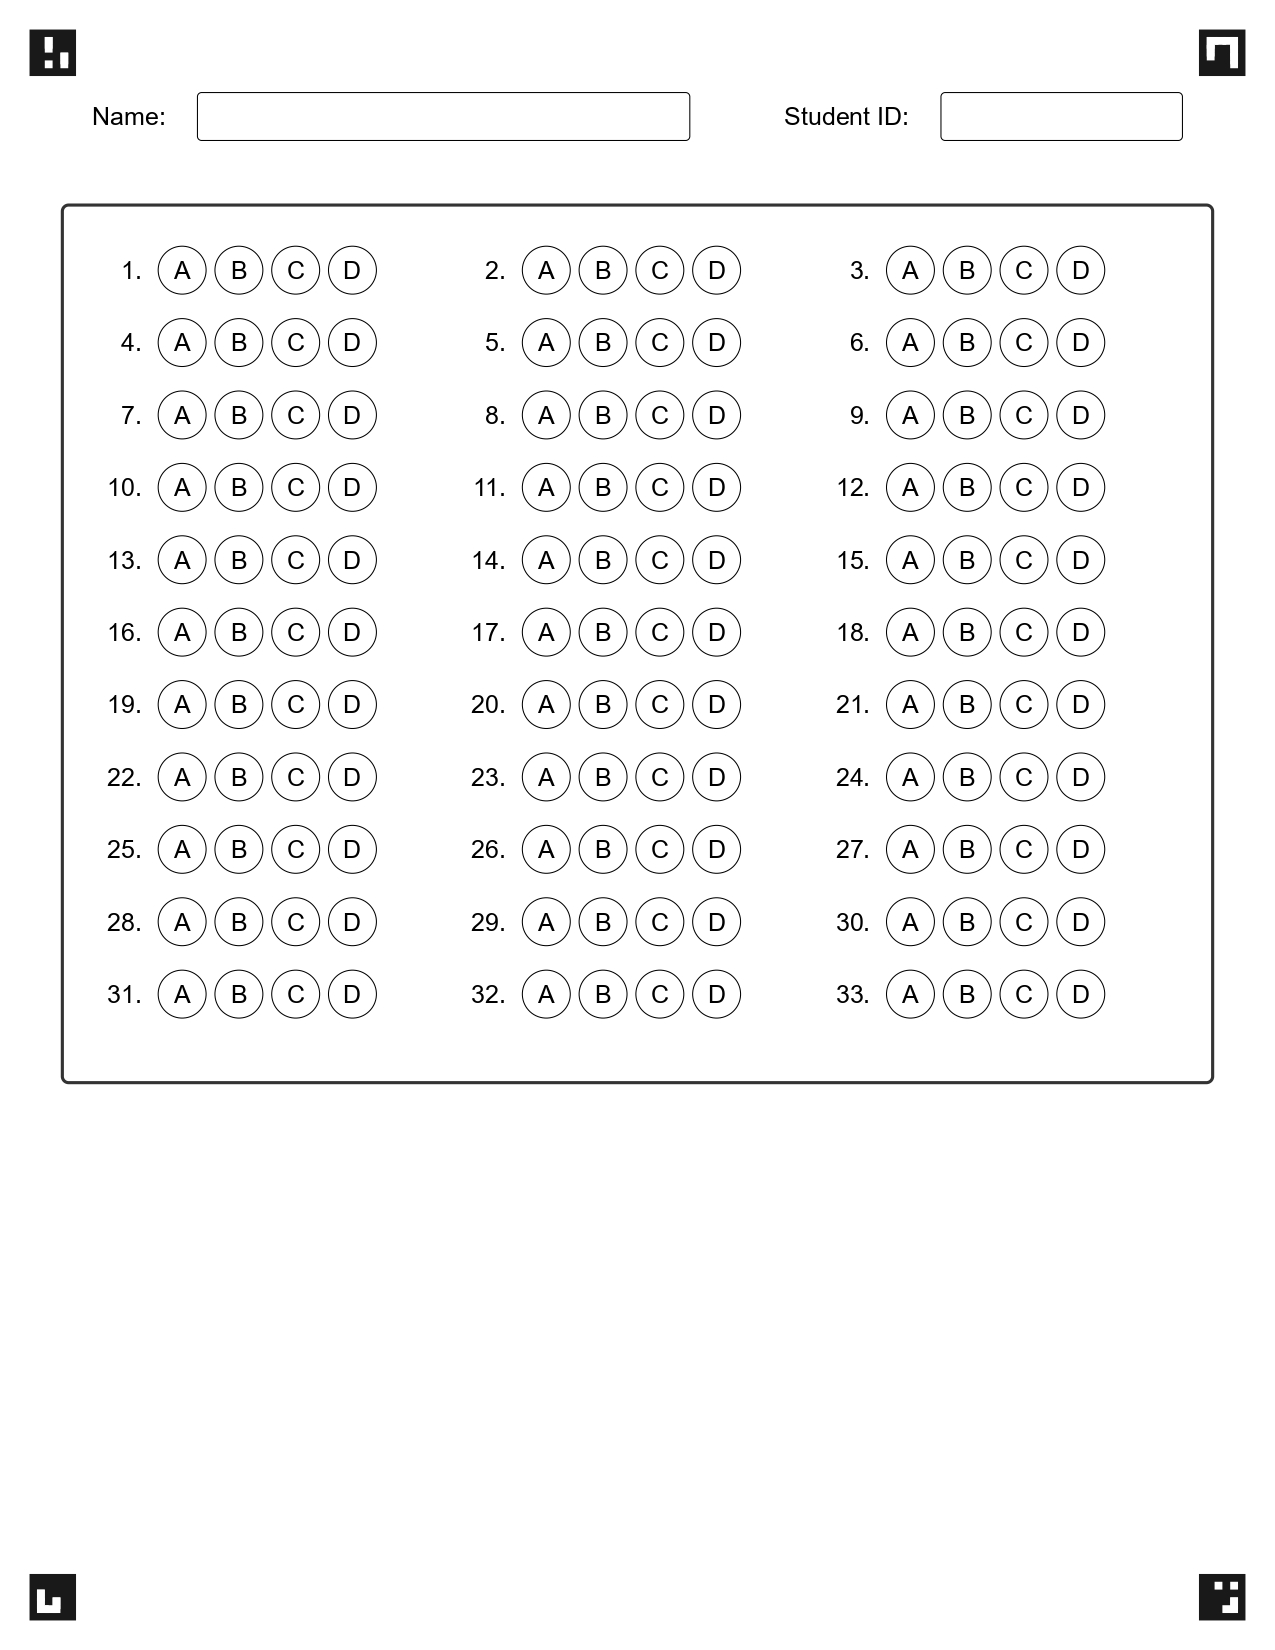 Name: Student ID:
1. A B C D 2. A B C D 3. A B C D
4. A B C D 5. A B C D 6. A B C D
7. A B C D 8. A B C D 9. A B C D
10. A B C D 11. A B C D 12. A B C D
13. A B C D 14. A B C D 15. A B C D
16. A B C D 17. A B C D 18. A B C D
19. A B C D 20. A B C D 21. A B C D
22. A B C D 23. A B C D 24. A B C D
25. A B C D 26. A B C D 27. A B C D
28. A B C D 29. A B C D 30. A B C D
31. A B C D 32. A B C D 33. A B C D